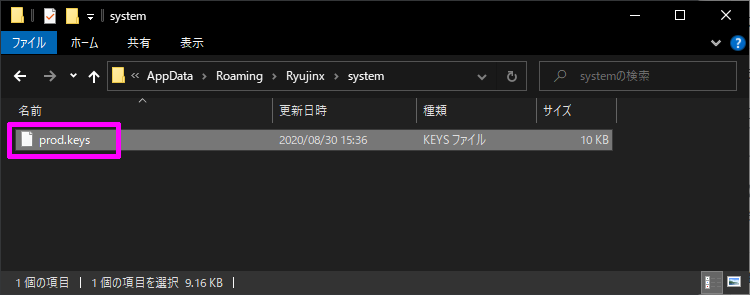 system
ファイル ホーム 共有 表示
AppData Roaming Ryujinx system systemの検索
名前 更新日時 種類 サイズ
prod.keys 2020/08/30 15:36 KEYS ファイル 10 KB
1 個の項目 1 個の項目を選択 9.16 KB